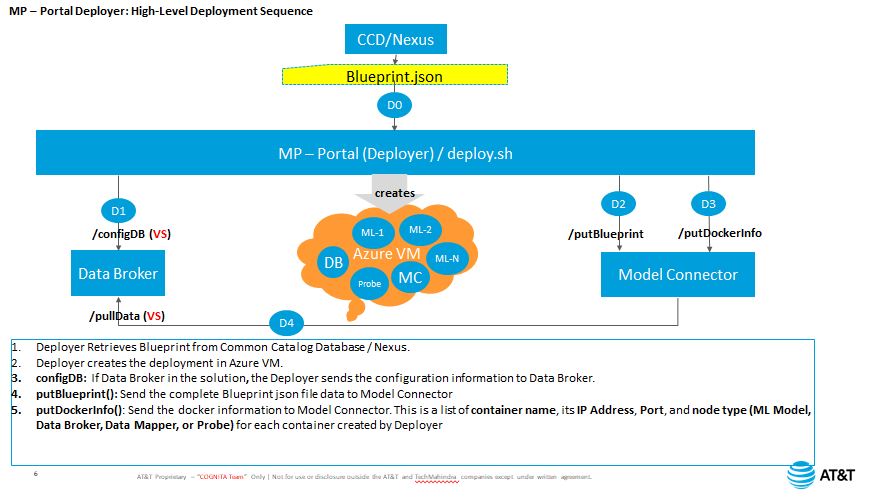 MP – Portal Deployer: High-Level Deployment Sequence
CCD/Nexus
Blueprint.json
D0
MP – Portal (Deployer) / deploy.sh
creates
D1
D2
D3
/configDB (VS)
/putBlueprint
/putDockerInfo
ML-1
ML-2
Azure VM
DB
ML-N
Probe
MC
Data Broker
Model Connector
/pullData (VS)
D4
1. Deployer Retrieves Blueprint from Common Catalog Database / Nexus.
2. Deployer creates the deployment in Azure VM.
3. configDB: If Data Broker in the solution, the Deployer sends the configuration information to Data Broker.
4. putBlueprint(): Send the complete Blueprint json file data to Model Connector
5. putDockerInfo(): Send the docker information to Model Connector. This is a list of container name, its IP Address, Port, and node type (ML Model,
Data Broker, Data Mapper, or Probe) for each container created by Deployer
6
AT&T Proprietary – "COGNITA Team" Only | Not for use or disclosure outside the AT&T and TechMahindra companies except under written agreement.
AT&T